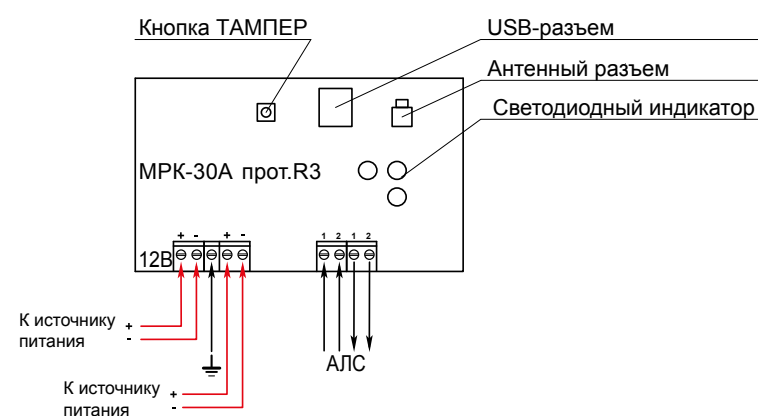 Кнопка ТАМПЕР
USB-разъем
Антенный разъем
Светодиодный индикатор
МРК-30А прот.R3
+ - + -
1 2 1 2
12В
К источнику +
питания -
АЛС
К источнику +
питания -